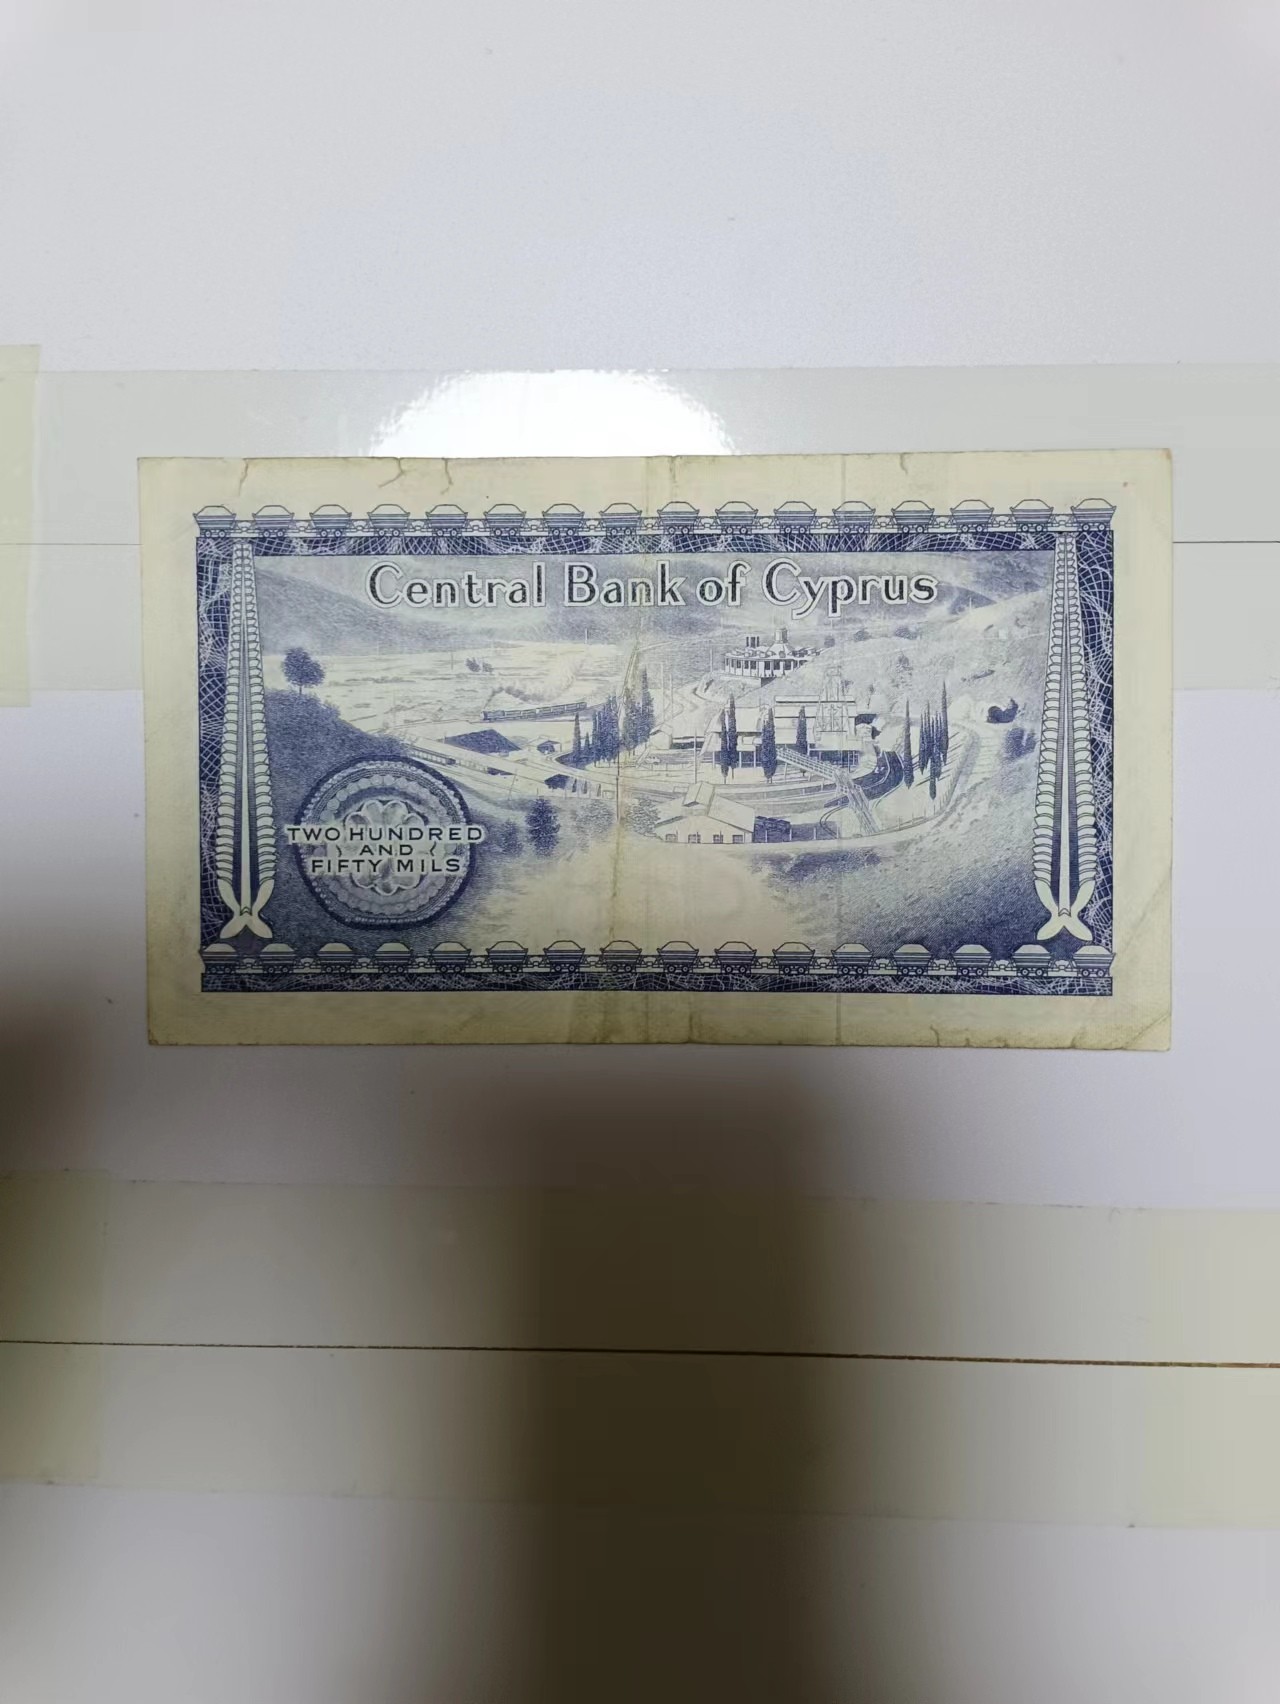 Central Bank of Cyprus
TWO HUNDRED
AND
FIFTY MILS